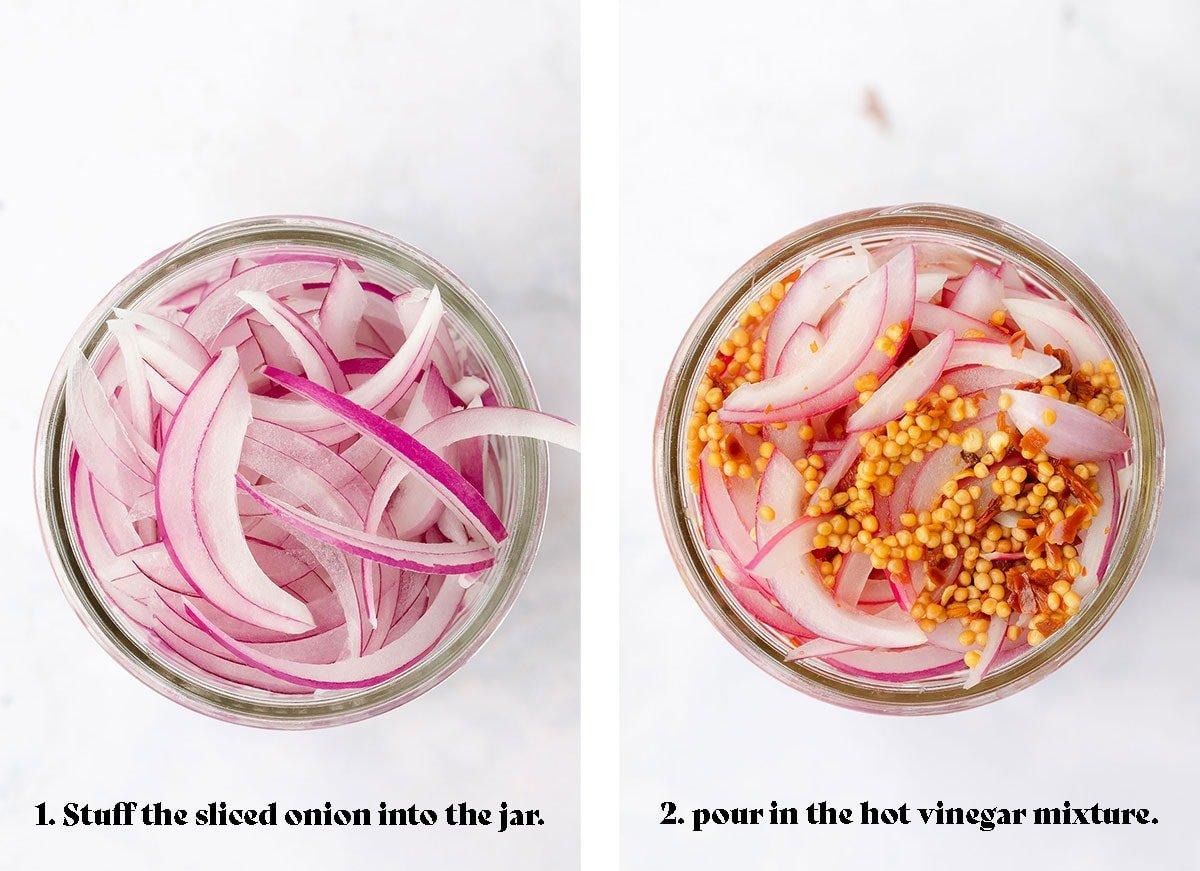 1. Stuff the sliced onion into the jar.
2. pour in the hot vinegar mixture.